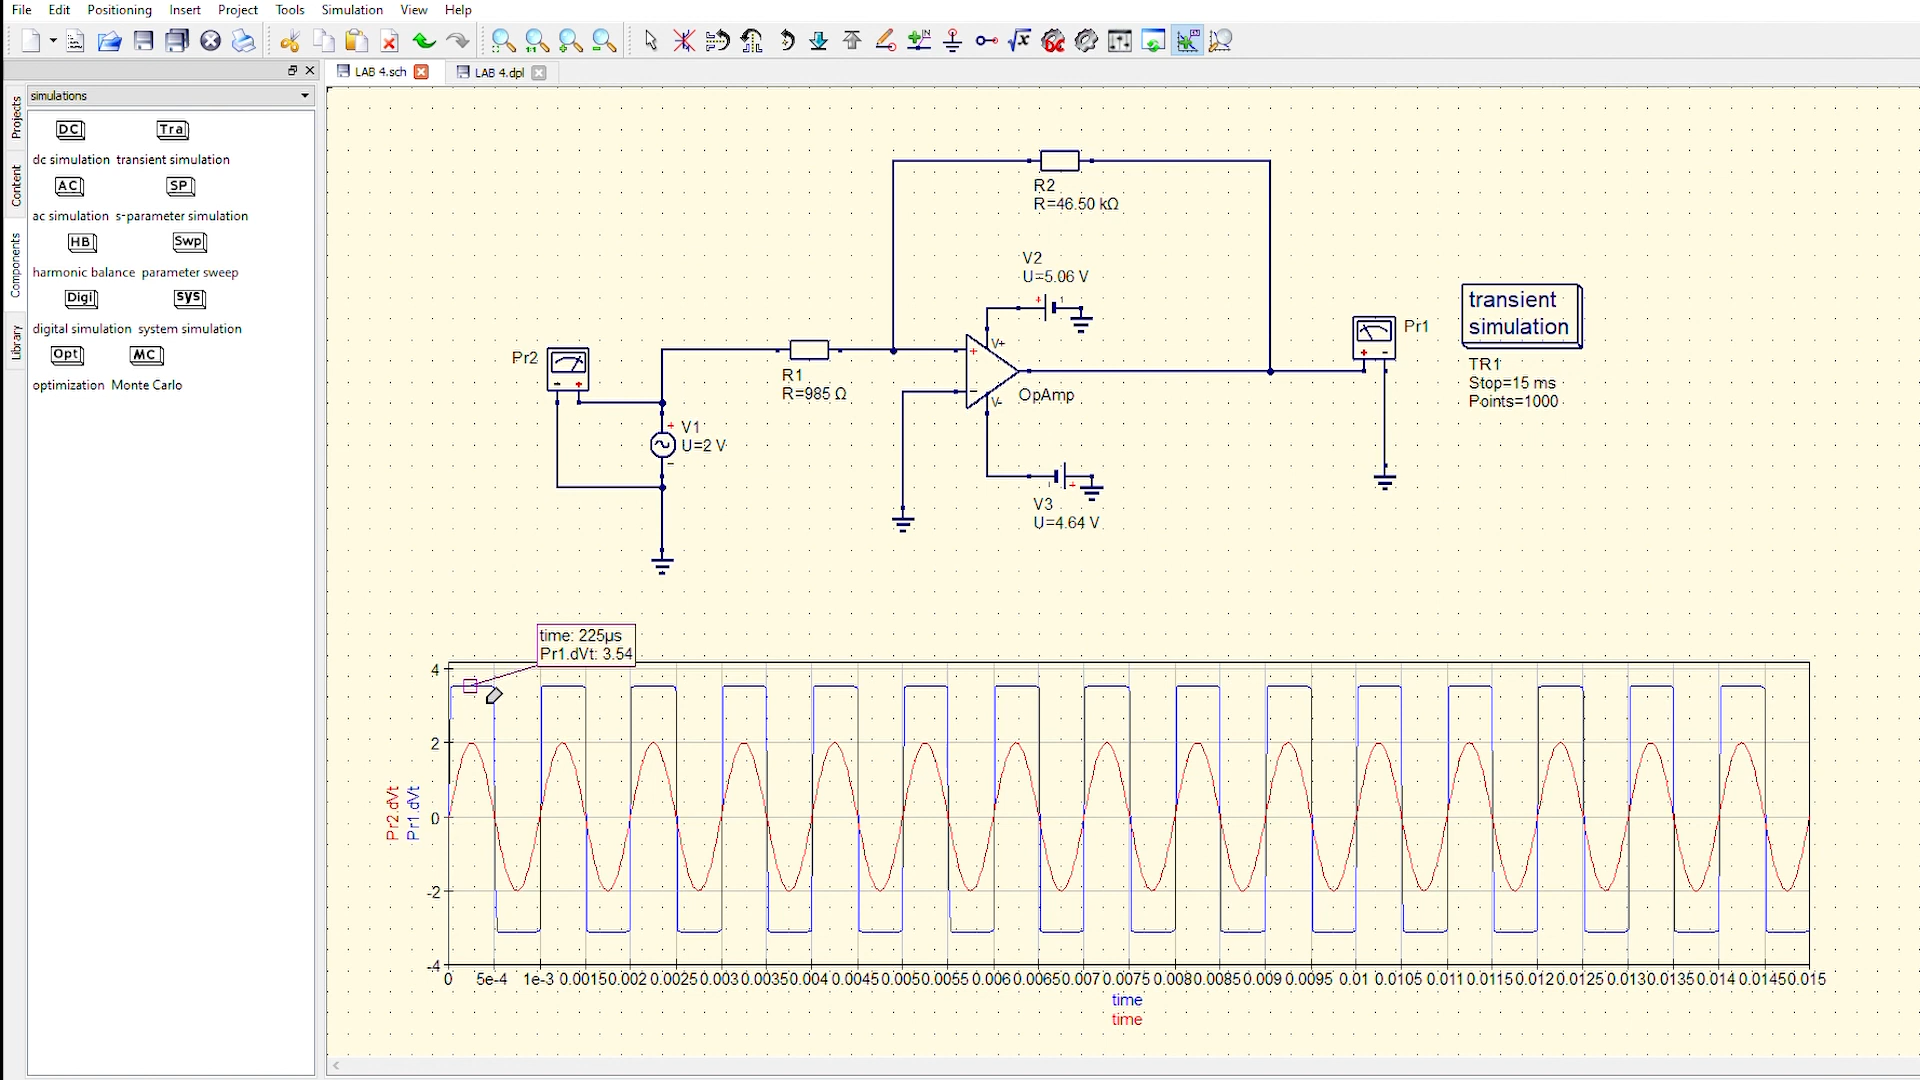 File Edit Positioning Insert Project Tools Simulation View Help
LAB 4.sch LAB 4.dpl
simulations
Projects
Content
Components
Library
DC Tra
dc simulation transient simulation
AC SP
ac simulation s-parameter simulation
HB Swp
harmonic balance parameter sweep
Digi sys
digital simulation system simulation
Opt MC
optimization Monte Carlo
R2
R=46.50 kΩ
V2
U=5.06 V
Pr2
R1
R=985 Ω
V+
V-
OpAmp
V1
U=2 V
V3
U=4.64 V
Pr1
transient
simulation
TR1
Stop=15 ms
Points=1000
time: 225µs
Pr1.dVt: 3.54
4
2
0
-2
-4
Pr2.dVt
Pr1.dVt
0 5e-4 1e-3 0.0015 0.002 0.0025 0.003 0.0035 0.004 0.0045 0.005 0.0055 0.006 0.0065 0.007 0.0075 0.008 0.0085 0.009 0.0095 0.01 0.0105 0.011 0.0115 0.012 0.0125 0.013 0.0135 0.014 0.0145 0.015
time
time